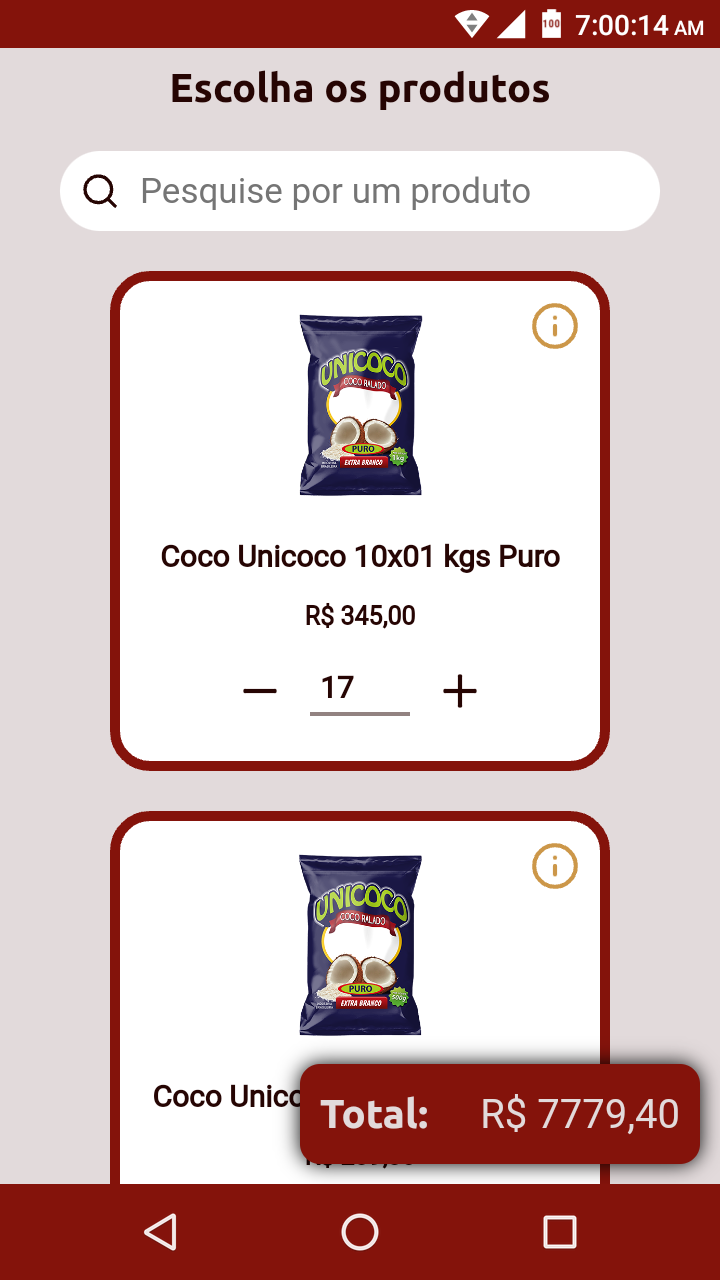 100 7:00:14 AM
Escolha os produtos
Pesquise por um produto
UNICOCO
COCO RALADO
PURO
1kg
EXTRA BRANCO
Coco Unicoco 10x01 kgs Puro
R$ 345,00
17
UNICOCO
COCO RALADO
PURO
500g
EXTRA BRANCO
Coco Unico
Total: R$ 7779,40